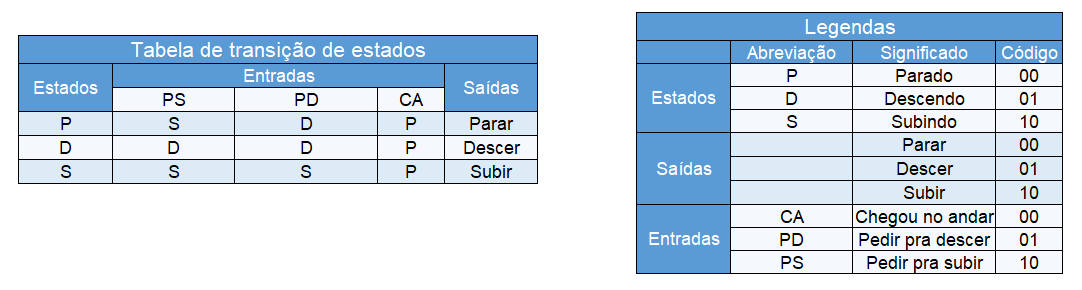 Tabela de transição de estados
Estados Entradas Saídas
PS PD CA
P S D P Parar
D D D P Descer
S S S P Subir
Legendas
Abreviação Significado Código
Estados P Parado 00
D Descendo 01
S Subindo 10
Saídas Parar 00
Descer 01
Subir 10
Entradas CA Chegou no andar 00
PD Pedir pra descer 01
PS Pedir pra subir 10